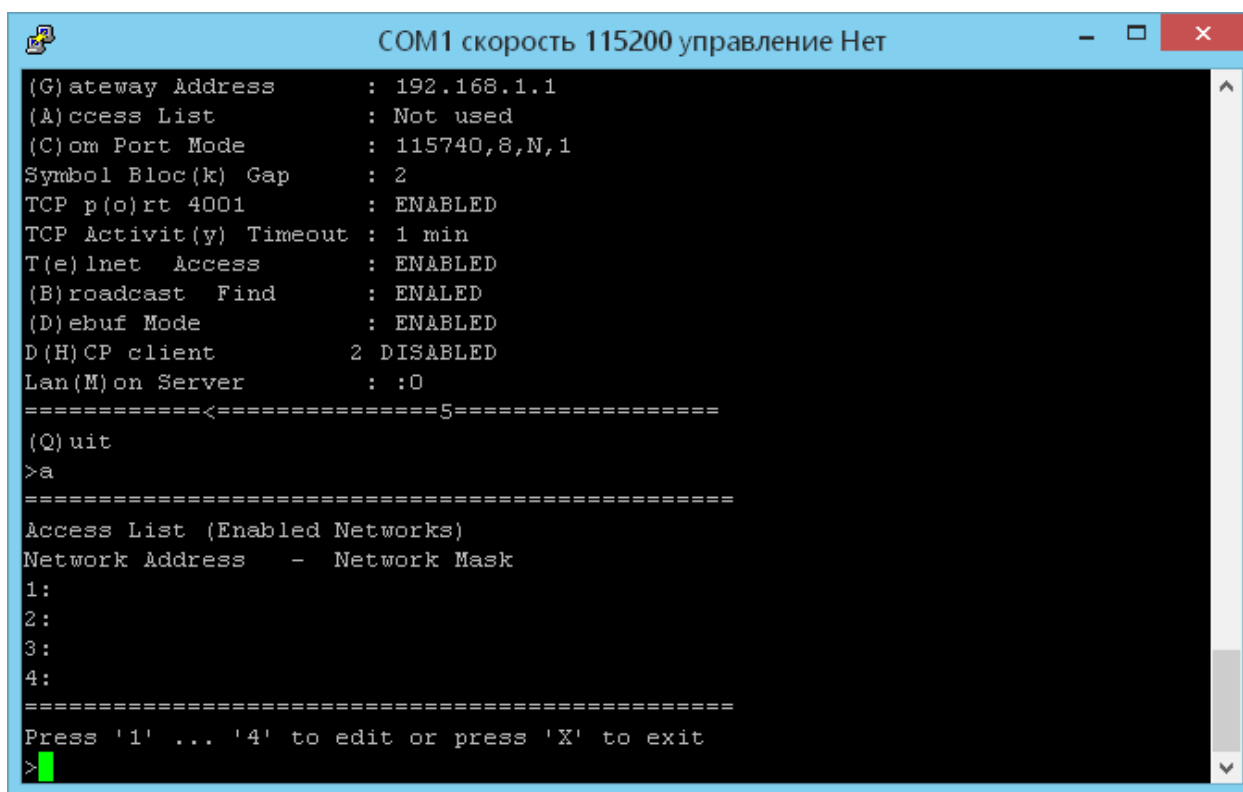 COM1 скорость 115200 управление Нет
(G)ateway Address : 192.168.1.1
(A)ccess List : Not used
(C)om Port Mode : 115740,8,N,1
Symbol Bloc(k) Gap : 2
TCP p(o)rt 4001 : ENABLED
TCP Activit(y) Timeout : 1 min
T(e)lnet Access : ENABLED
(B)roadcast Find : ENALED
(D)ebuf Mode : ENABLED
D(H)CP client 2 DISABLED
Lan(M)on Server : :0
============<===============5==================
(Q)uit
>a
================================================
Access List (Enabled Networks)
Network Address - Network Mask
1:
2:
3:
4:
================================================
Press '1' ... '4' to edit or press 'X' to exit
>